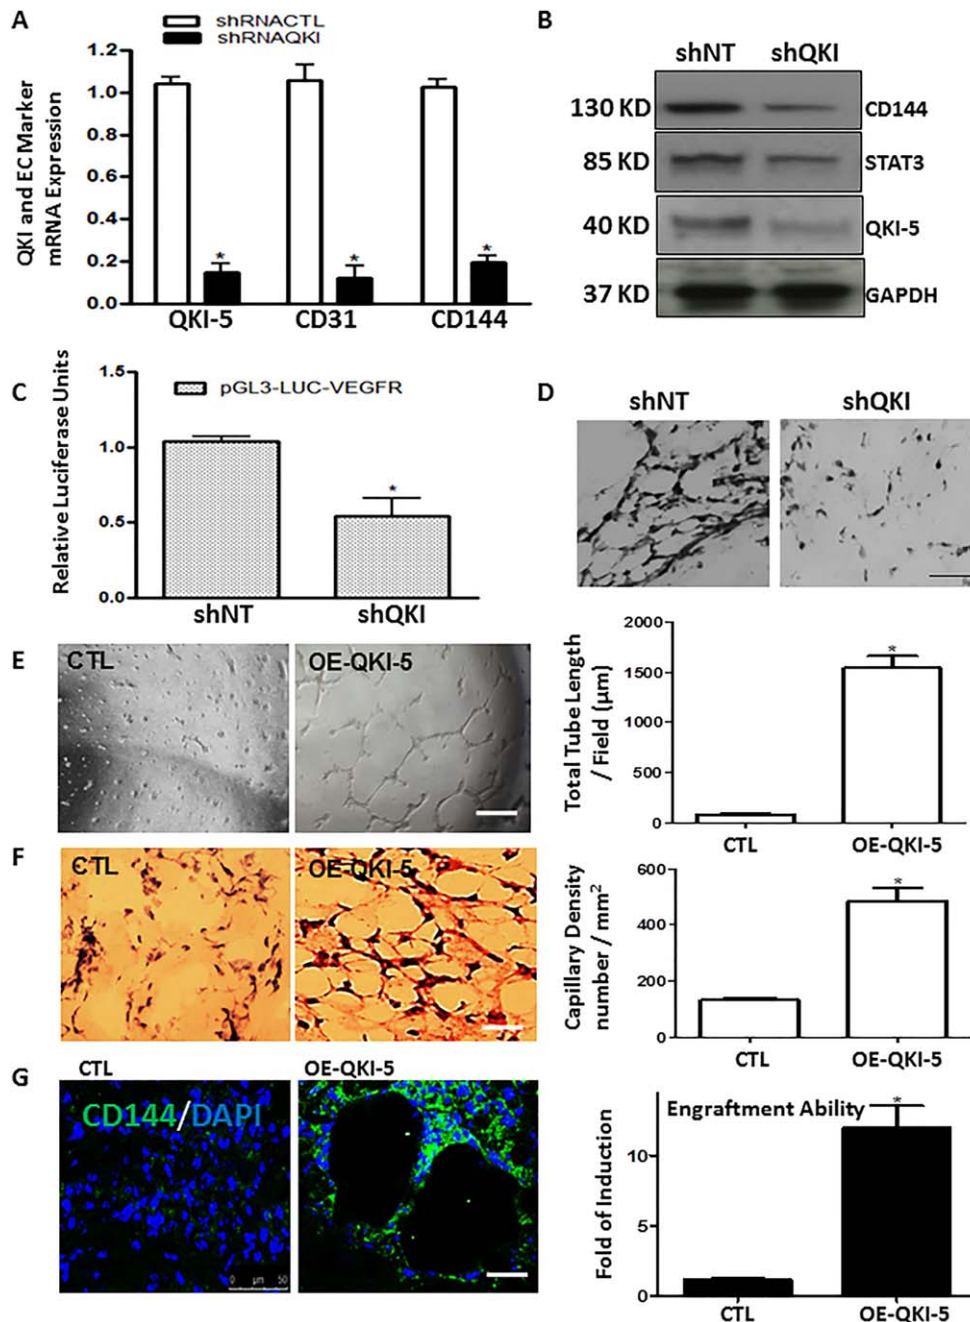 A
shRNACTL
shRNAQKI
QKI and EC Marker
mRNA Expression
1.2
1.0
0.8
0.6
0.4
0.2
0.0
*
*
*
QKI-5 CD31 CD144
B
shNT shQKI
130 KD CD144
85 KD STAT3
40 KD QKI-5
37 KD GAPDH
C
Relative Luciferase Units
pGL3-LUC-VEGFR
1.5
1.0
0.5
0.0
*
shNT shQKI
D
shNT shQKI
E
CTL OE-QKI-5
Total Tube Length
/ Field (µm)
2000
1500
1000
500
0
*
CTL OE-QKI-5
F
CTL OE-QKI-5
Capillary Density
number / mm²
600
400
200
0
*
CTL OE-QKI-5
G
CTL OE-QKI-5
CD144/DAPI
0 µm 50
Engraftment Ability
Fold of Induction
10
5
0
*
CTL OE-QKI-5